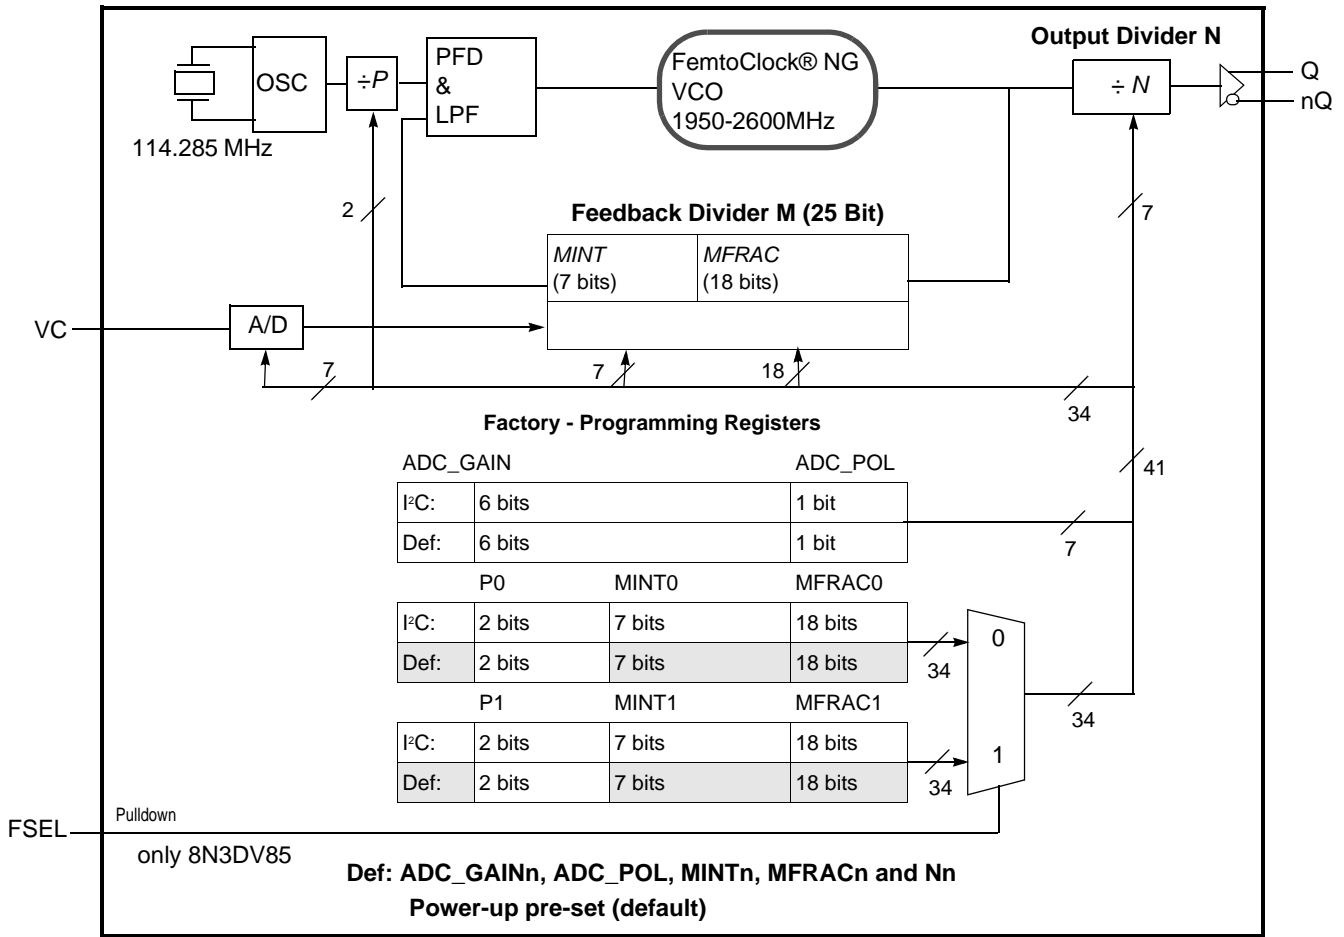 Output Divider N
PFD
&
LPF
FemtoClock® NG
VCO
1950-2600MHz
OSC
÷P
÷ N
Q
nQ
114.285 MHz
2
7
Feedback Divider M (25 Bit)
MINT
(7 bits)
MFRAC
(18 bits)
VC
A/D
7
7
18
34
Factory - Programming Registers
41
ADC_GAIN ADC_POL
I²C: 6 bits 1 bit
Def: 6 bits 1 bit
7
P0 MINT0 MFRAC0
I²C: 2 bits 7 bits 18 bits
Def: 2 bits 7 bits 18 bits
34
0
P1 MINT1 MFRAC1
34
I²C: 2 bits 7 bits 18 bits
Def: 2 bits 7 bits 18 bits
34
1
Pulldown
FSEL
only 8N3DV85
Def: ADC_GAINn, ADC_POL, MINTn, MFRACn and Nn
Power-up pre-set (default)